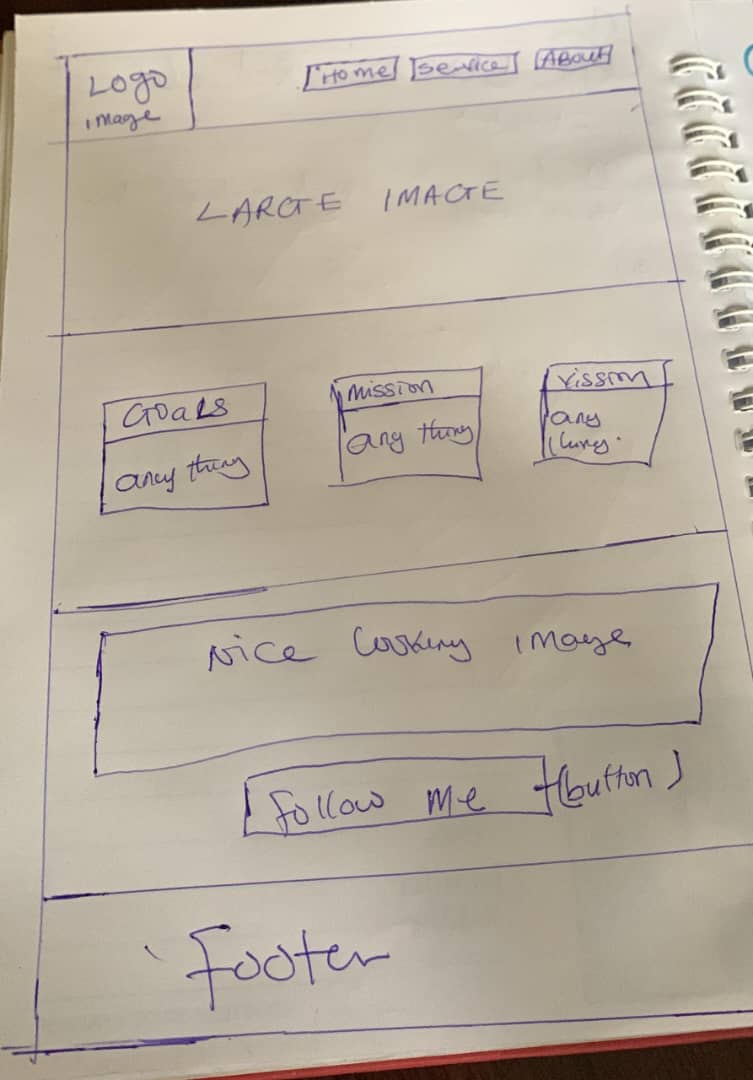 Logo
image
Home Service About
LARGE IMAGE
Goals
any thing
mission
any thing
vission
any
thing.
Nice looking image
follow me (button)
Footer